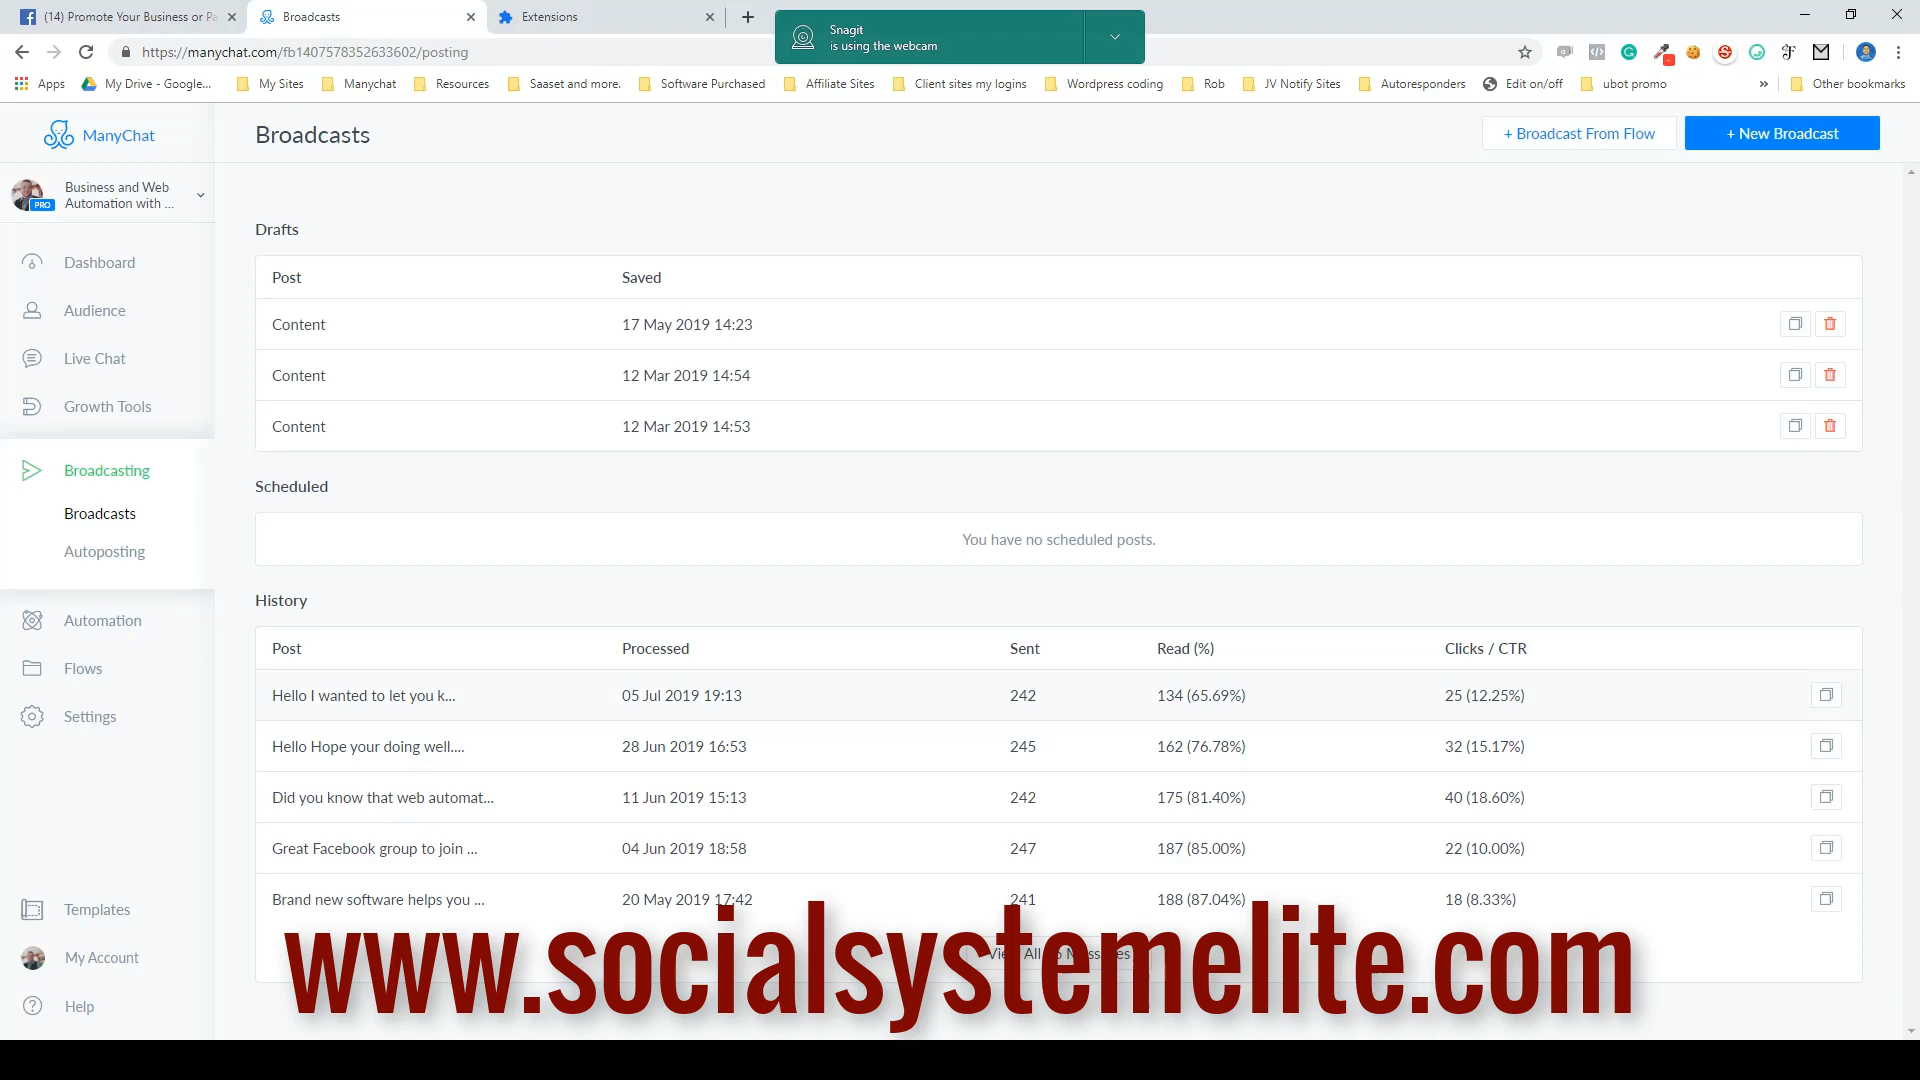 (14) Promote Your Business or Pa
Broadcasts
Extensions
Snagit
is using the webcam
https://manychat.com/fb1407578352633602/posting
Apps
My Drive - Google...
My Sites
Manychat
Resources
Saaset and more.
Software Purchased
Affiliate Sites
Client sites my logins
Wordpress coding
Rob
JV Notify Sites
Autoresponders
Edit on/off
ubot promo
»
Other bookmarks
ManyChat
Broadcasts
+ Broadcast From Flow
+ New Broadcast
PRO
Business and Web
Automation with ...
Dashboard
Audience
Live Chat
Growth Tools
Broadcasting
Broadcasts
Autoposting
Automation
Flows
Settings
Templates
My Account
Help
Drafts
Post Saved
Content 17 May 2019 14:23
Content 12 Mar 2019 14:54
Content 12 Mar 2019 14:53
Scheduled
You have no scheduled posts.
History
Post Processed Sent Read (%) Clicks / CTR
Hello I wanted to let you k... 05 Jul 2019 19:13 242 134 (65.69%) 25 (12.25%)
Hello Hope your doing well.... 28 Jun 2019 16:53 245 162 (76.78%) 32 (15.17%)
Did you know that web automat... 11 Jun 2019 15:13 242 175 (81.40%) 40 (18.60%)
Great Facebook group to join ... 04 Jun 2019 18:58 247 187 (85.00%) 22 (10.00%)
Brand new software helps you ... 20 May 2019 17:42 241 188 (87.04%) 18 (8.33%)
View All Messages
www.socialsystemelite.com